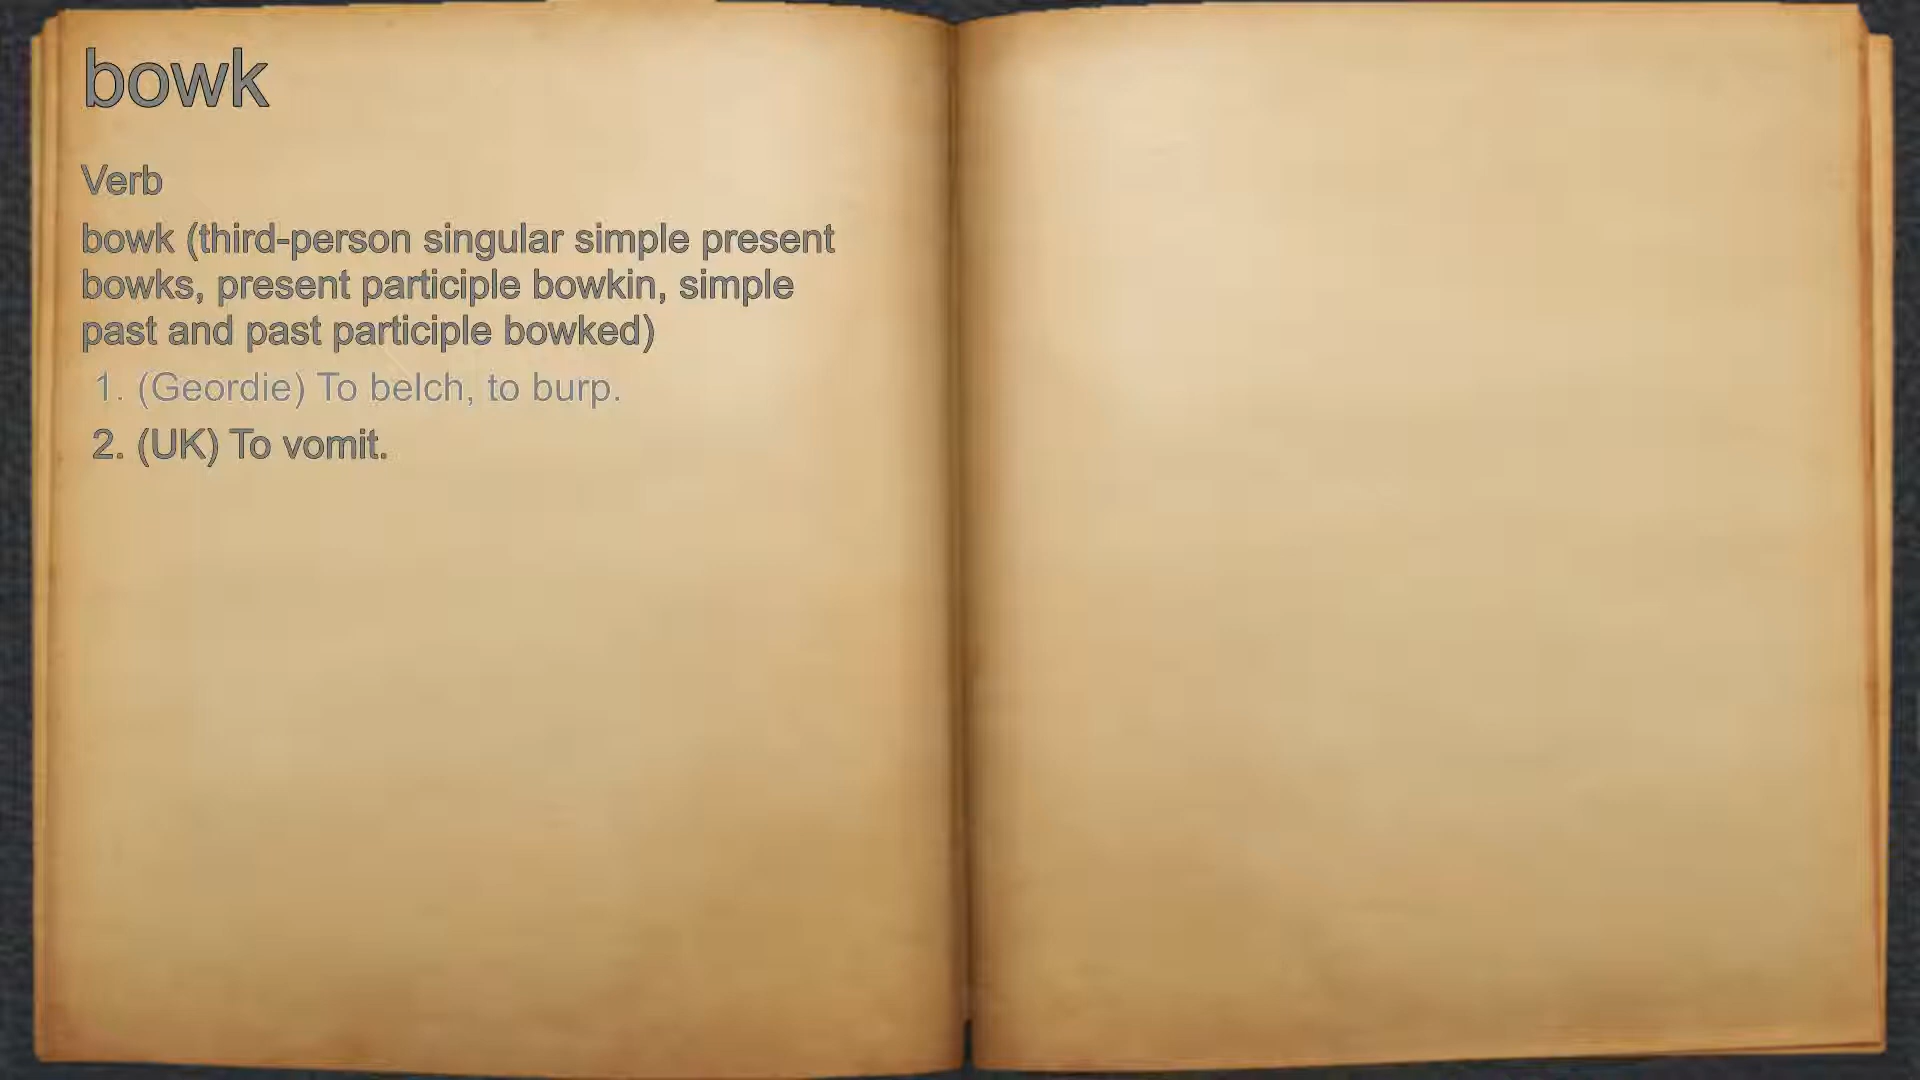 bowk
Verb
bowk (third-person singular simple present
bowks, present participle bowkin, simple
past and past participle bowked)
1. (Geordie) To belch, to burp.
2. (UK) To vomit.